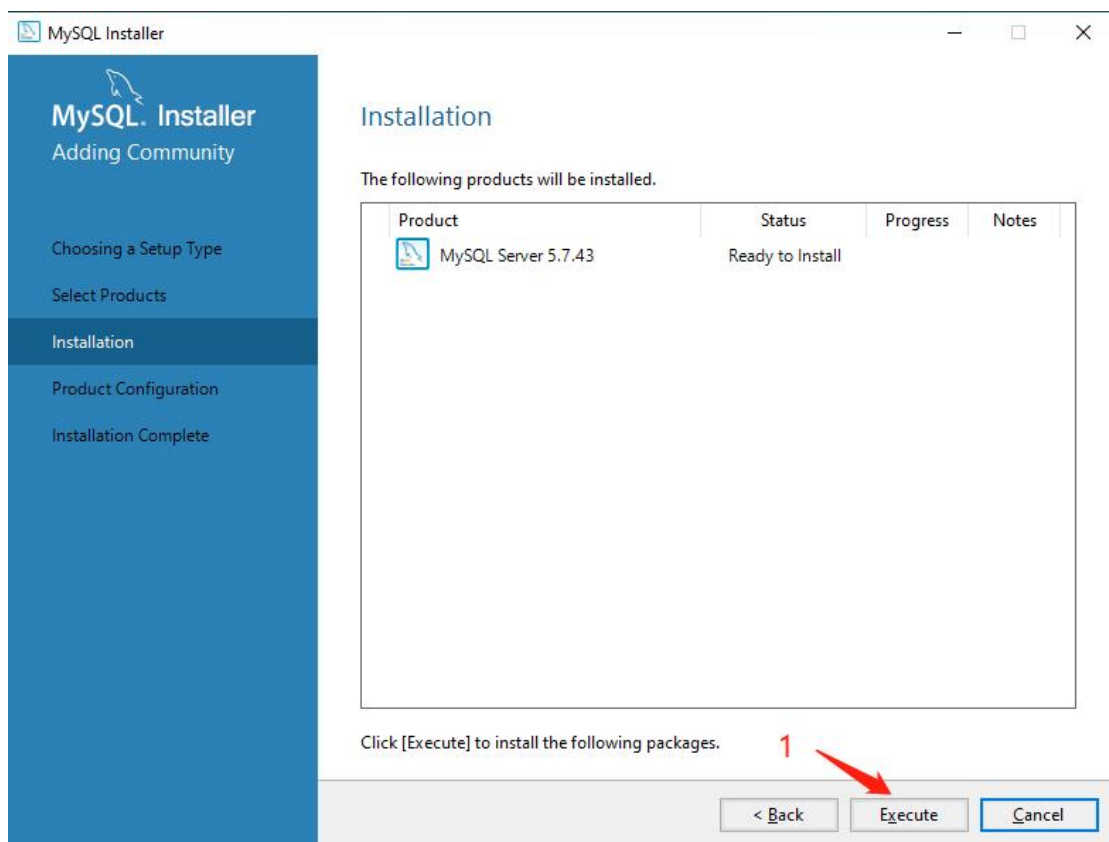 MySQL Installer
MySQL. Installer
Adding Community
Choosing a Setup Type
Select Products
Installation
Product Configuration
Installation Complete
Installation
The following products will be installed.
Product Status Progress Notes
MySQL Server 5.7.43 Ready to Install
Click [Execute] to install the following packages.
1
< Back Execute Cancel